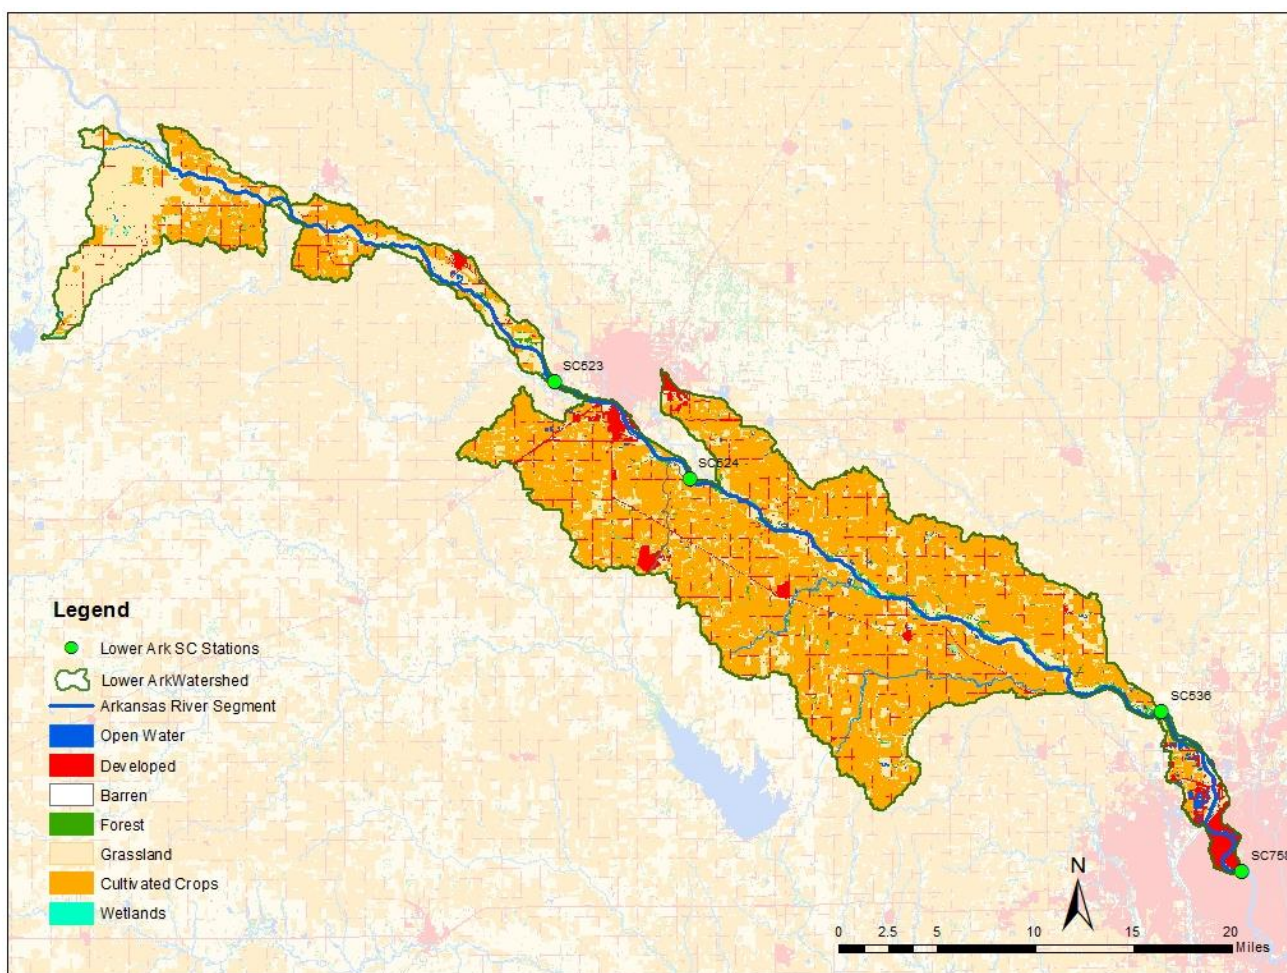 SC523
SC524
SC536
Legend
Lower Ark SC Stations
Lower ArkWatershed
Arkansas River Segment
Open Water
Developed
Barren
Forest
Grassland
Cultivated Crops
Wetlands
SC758
N
0 2.5 5 10 15 20
Miles